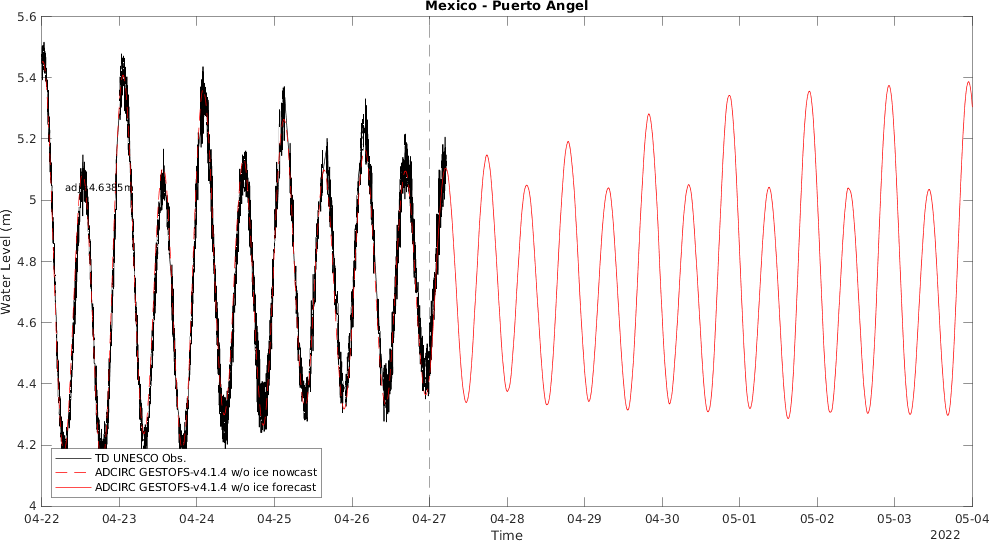 Mexico - Puerto Angel
5.6
5.4
5.2
5
4.8
4.6
4.4
4.2
4
Water Level (m)
4.6385m
TD UNESCO Obs.
ADCIRC GESTOFS-v4.1.4 w/o ice nowcast
ADCIRC GESTOFS-v4.1.4 w/o ice forecast
04-22 04-23 04-24 04-25 04-26 04-27 04-28 04-29 04-30 05-01 05-02 05-03 05-04
Time
2022